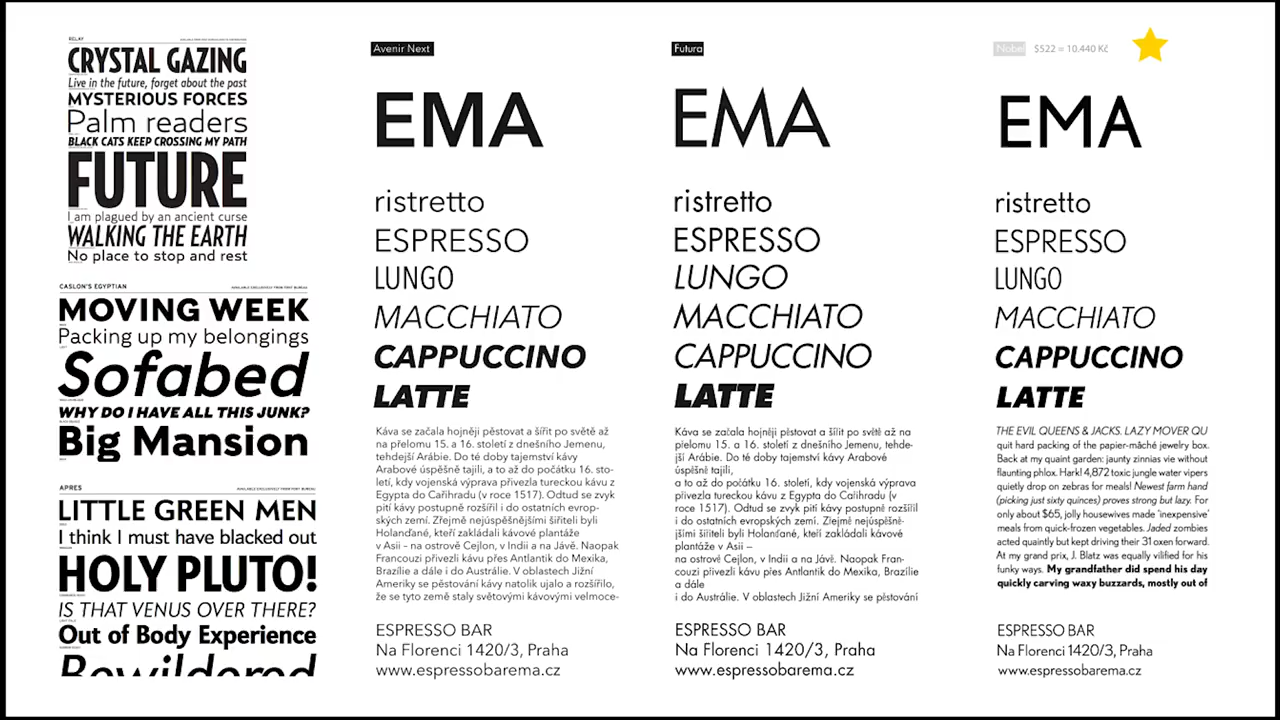 RELAY
CRYSTAL GAZING
Live in the future, forget about the past
MYSTERIOUS FORCES
Palm readers
BLACK CATS KEEP CROSSING MY PATH
FUTURE
I am plagued by an ancient curse
WALKING THE EARTH
No place to stop and rest
CASLON'S EGYPTIAN
AVAILABLE EXCLUSIVELY FROM FONT BUREAU
MOVING WEEK
Packing up my belongings
Sofabed
WHY DO I HAVE ALL THIS JUNK?
Big Mansion
APRES
AVAILABLE EXCLUSIVELY FROM FONT BUREAU
LITTLE GREEN MEN
I think I must have blacked out
HOLY PLUTO!
IS THAT VENUS OVER THERE?
Out of Body Experience
Bewildered
Avenir Next
EMA
ristretto
ESPRESSO
LUNGO
MACCHIATO
CAPPUCCINO
LATTE
Káva se začala hojněji pěstovat a šířit po světě až
na přelomu 15. a 16. století z dnešního Jemenu,
tehdejší Arábie. Do té doby tajemství kávy
Arabové úspěšně tajili, a to až do počátku 16. sto-
letí, kdy vojenská výprava přivezla tureckou kávu z
Egypta do Cařihradu (v roce 1517). Odtud se zvyk
pití kávy postupně rozšířil i do ostatních evrop-
ských zemí. Zřejmě nejúspěšnějšími šiřiteli byli
Holanďané, kteří zakládali kávové plantáže
v Asii - na ostrově Cejlon, v Indii a na Jávě. Naopak
Francouzi přivezli kávu přes Antlantik do Mexika,
Brazílie a dále i do Austrálie. V oblastech Jižní
Ameriky se pěstování kávy natolik ujalo a rozšířilo,
že se tyto země staly světovými kávovými velmoce-
ESPRESSO BAR
Na Florenci 1420/3, Praha
www.espressobarema.cz
Futura
EMA
ristretto
ESPRESSO
LUNGO
MACCHIATO
CAPPUCCINO
LATTE
Káva se začala hojněji pěstovat a šířit po světě až na
přelomu 15. a 16. století z dnešního Jemenu, tehde-
jší Arábie. Do té doby tajemství kávy Arabové
úspěšně tajili,
a to až do počátku 16. století, kdy vojenská výprava
přivezla tureckou kávu z Egypta do Cařihradu (v
roce 1517). Odtud se zvyk pití kávy postupně rozšířil
i do ostatních evropských zemí. Zřejmě nejúspěšně-
jšími šiřiteli byli Holanďané, kteří zakládali kávové
plantáže v Asii –
na ostrově Cejlon, v Indii a na Jávě. Naopak Fran-
couzi přivezli kávu přes Antlantik do Mexika, Brazílie
a dále
i do Austrálie. V oblastech Jižní Ameriky se pěstování
ESPRESSO BAR
Na Florenci 1420/3, Praha
www.espressobarema.cz
Nobel
$522 = 10.440 Kč
EMA
ristretto
ESPRESSO
LUNGO
MACCHIATO
CAPPUCCINO
LATTE
THE EVIL QUEENS & JACKS. LAZY MOVER QU
quit hard packing of the papier-mâché jewelry box.
Back at my quaint garden: jaunty zinnias vie without
flaunting phlox. Hark! 4,872 toxic jungle water vipers
quietly drop on zebras for meals! Newest farm hand
(picking just sixty quinces) proves strong but lazy. For
only about $65, jolly housewives made 'inexpensive'
meals from quick-frozen vegetables. Jaded zombies
acted quaintly but kept driving their 31 oxen forward.
At my grand prix, J. Blatz was equally vilified for his
funky ways. My grandfather did spend his day
quickly carving waxy buzzards, mostly out of
ESPRESSO BAR
Na Florenci 1420/3, Praha
www.espressobarema.cz